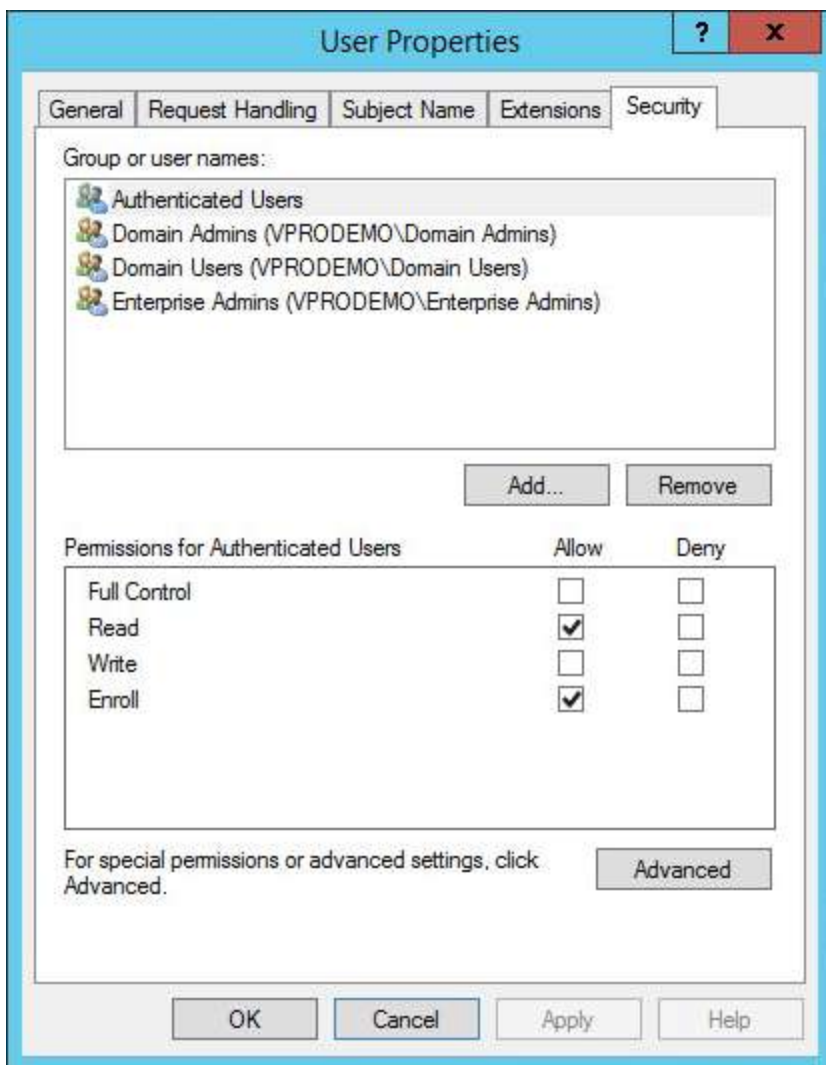 User Properties
?
x
General Request Handling Subject Name Extensions Security
Group or user names:
Authenticated Users
Domain Admins (VPRODEMO\Domain Admins)
Domain Users (VPRODEMO\Domain Users)
Enterprise Admins (VPRODEMO\Enterprise Admins)
Add... Remove
Permissions for Authenticated Users Allow Deny
Full Control
Read
Write
Enroll
For special permissions or advanced settings, click
Advanced.
Advanced
OK Cancel Apply Help